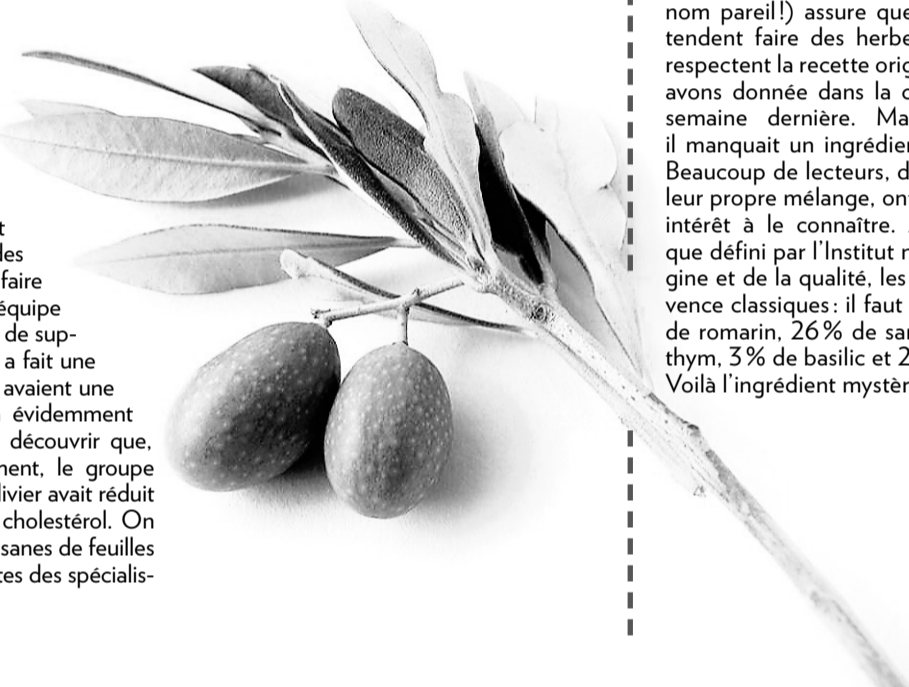 t
des
faire
équipe
de sup-
a fait une
avaient une
évidemment
découvrir que,
ment, le groupe
livier avait réduit
cholestérol. On
sanes de feuilles
tes des spécialis-
nom pareil!) assure que
tendent faire des herbe
respectent la recette orig
avons donnée dans la c
semaine dernière. Ma
il manquait un ingrédien
Beaucoup de lecteurs, d
leur propre mélange, ont
intérêt à le connaître.
que défini par l'Institut n
gine et de la qualité, les
vence classiques: il faut
de romarin, 26% de sar
thym, 3% de basilic et 2
Voilà l'ingrédient mystèr